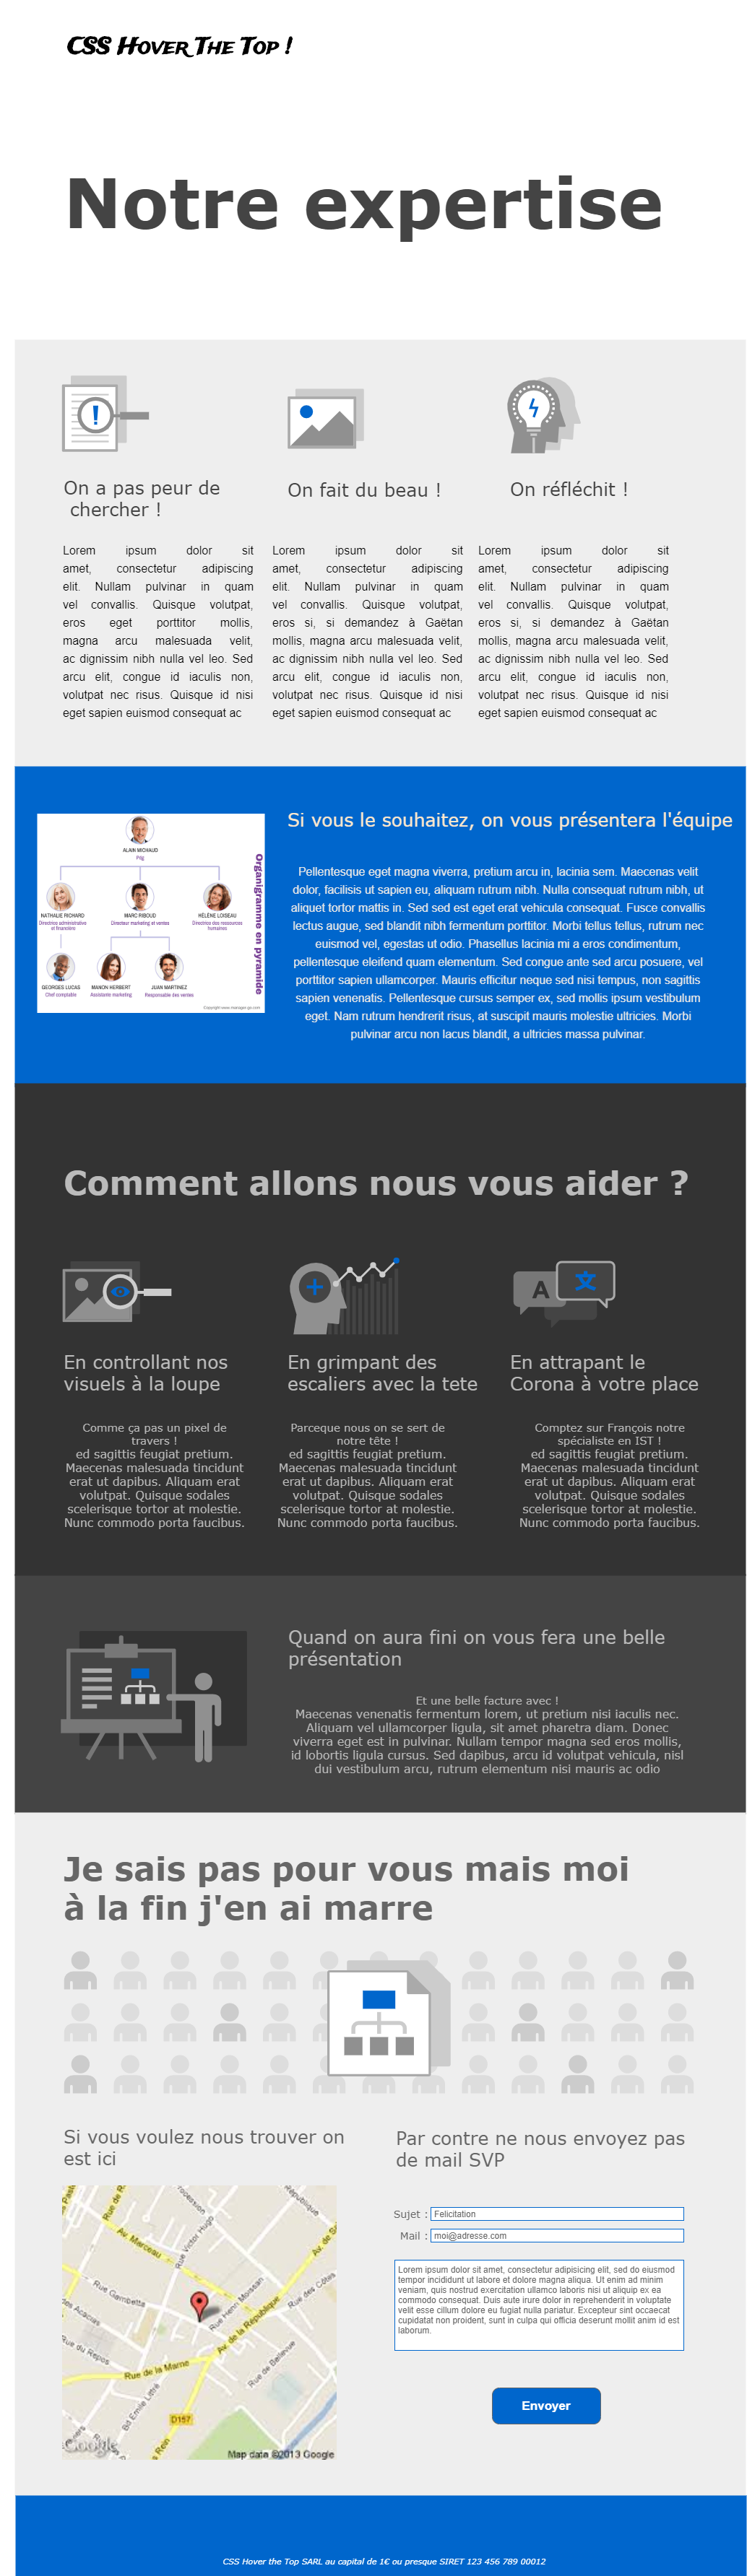 CSS Hover The Top !
Notre expertise
On a pas peur de
chercher !
Lorem ipsum dolor sit
amet, consectetur adipiscing
elit. Nullam pulvinar in quam
vel convallis. Quisque volutpat,
eros eget porttitor mollis,
magna arcu malesuada velit,
ac dignissim nibh nulla vel leo. Sed
arcu elit, congue id iaculis non,
volutpat nec risus. Quisque id nisi
eget sapien euismod consequat ac
On fait du beau !
Lorem ipsum dolor sit
amet, consectetur adipiscing
elit. Nullam pulvinar in quam
vel convallis. Quisque volutpat,
eros si, si demandez à Gaëtan
mollis, magna arcu malesuada velit,
ac dignissim nibh nulla vel leo. Sed
arcu elit, congue id iaculis non,
volutpat nec risus. Quisque id nisi
eget sapien euismod consequat ac
On réfléchit !
Lorem ipsum dolor sit
amet, consectetur adipiscing
elit. Nullam pulvinar in quam
vel convallis. Quisque volutpat,
eros si, si demandez à Gaëtan
mollis, magna arcu malesuada velit,
ac dignissim nibh nulla vel leo. Sed
arcu elit, congue id iaculis non,
volutpat nec risus. Quisque id nisi
eget sapien euismod consequat ac
ALAIN MICHAUD
Pdg
NATHALIE RICHARD
Directrice administrative
et financière
MARC RIBOUD
Directeur marketing et ventes
HÉLÈNE LOISEAU
Directrice des ressources
humaines
GEORGES LUCAS
Chef comptable
MANON HERBERT
Assistante marketing
JUAN MARTINEZ
Responsable des ventes
Organigramme en pyramide
Si vous le souhaitez, on vous présentera l'équipe
Pellentesque eget magna viverra, pretium arcu in, lacinia sem. Maecenas velit
dolor, facilisis ut sapien eu, aliquam rutrum nibh. Nulla consequat rutrum nibh, ut
aliquet tortor mattis in. Sed sed est eget erat vehicula consequat. Fusce convallis
lectus augue, sed blandit nibh fermentum porttitor. Morbi tellus tellus, rutrum nec
euismod vel, egestas ut odio. Phasellus lacinia mi a eros condimentum,
pellentesque eleifend quam elementum. Sed congue ante sed arcu posuere, vel
porttitor sapien ullamcorper. Mauris efficitur neque sed nisi tempus, non sagittis
sapien venenatis. Pellentesque cursus semper ex, sed mollis ipsum vestibulum
eget. Nam rutrum hendrerit risus, at suscipit mauris molestie ultricies. Morbi
pulvinar arcu non lacus blandit, a ultricies massa pulvinar.
Comment allons nous vous aider ?
A 文
En controllant nos
visuels à la loupe
Comme ça pas un pixel de
travers !
ed sagittis feugiat pretium.
Maecenas malesuada tincidunt
erat ut dapibus. Aliquam erat
volutpat. Quisque sodales
scelerisque tortor at molestie.
Nunc commodo porta faucibus.
En grimpant des
escaliers avec la tete
Parceque nous on se sert de
notre tête !
ed sagittis feugiat pretium.
Maecenas malesuada tincidunt
erat ut dapibus. Aliquam erat
volutpat. Quisque sodales
scelerisque tortor at molestie.
Nunc commodo porta faucibus.
En attrapant le
Corona à votre place
Comptez sur François notre
spécialiste en IST !
ed sagittis feugiat pretium.
Maecenas malesuada tincidunt
erat ut dapibus. Aliquam erat
volutpat. Quisque sodales
scelerisque tortor at molestie.
Nunc commodo porta faucibus.
Quand on aura fini on vous fera une belle
présentation
Et une belle facture avec !
Maecenas venenatis fermentum lorem, ut pretium nisi iaculis nec.
Aliquam vel ullamcorper ligula, sit amet pharetra diam. Donec
viverra eget est in pulvinar. Nullam tempor magna sed eros mollis,
id lobortis ligula cursus. Sed dapibus, arcu id volutpat vehicula, nisl
dui vestibulum arcu, rutrum elementum nisi mauris ac odio
Je sais pas pour vous mais moi
à la fin j'en ai marre
Si vous voulez nous trouver on
est ici
Rue de R
République
Av. Marceau
Rue Victor Hugo
Av. de
Rue Gambetta
Rue Henri Moissan
Rue des Côtes
des Acacias
Rue du Repos
Av. de la République
Rue de la Marne
Rue de Bellevue
Bd Emile Littré
D157
Google
Map data ©2013 Google
Par contre ne nous envoyez pas
de mail SVP
Sujet : Felicitation
Mail : moi@adresse.com
Lorem ipsum dolor sit amet, consectetur adipisicing elit, sed do eiusmod
tempor incididunt ut labore et dolore magna aliqua. Ut enim ad minim
veniam, quis nostrud exercitation ullamco laboris nisi ut aliquip ex ea
commodo consequat. Duis aute irure dolor in reprehenderit in voluptate
velit esse cillum dolore eu fugiat nulla pariatur. Excepteur sint occaecat
cupidatat non proident, sunt in culpa qui officia deserunt mollit anim id est
laborum.
Envoyer
CSS Hover the Top SARL au capital de 1€ ou presque SIRET 123 456 789 00012